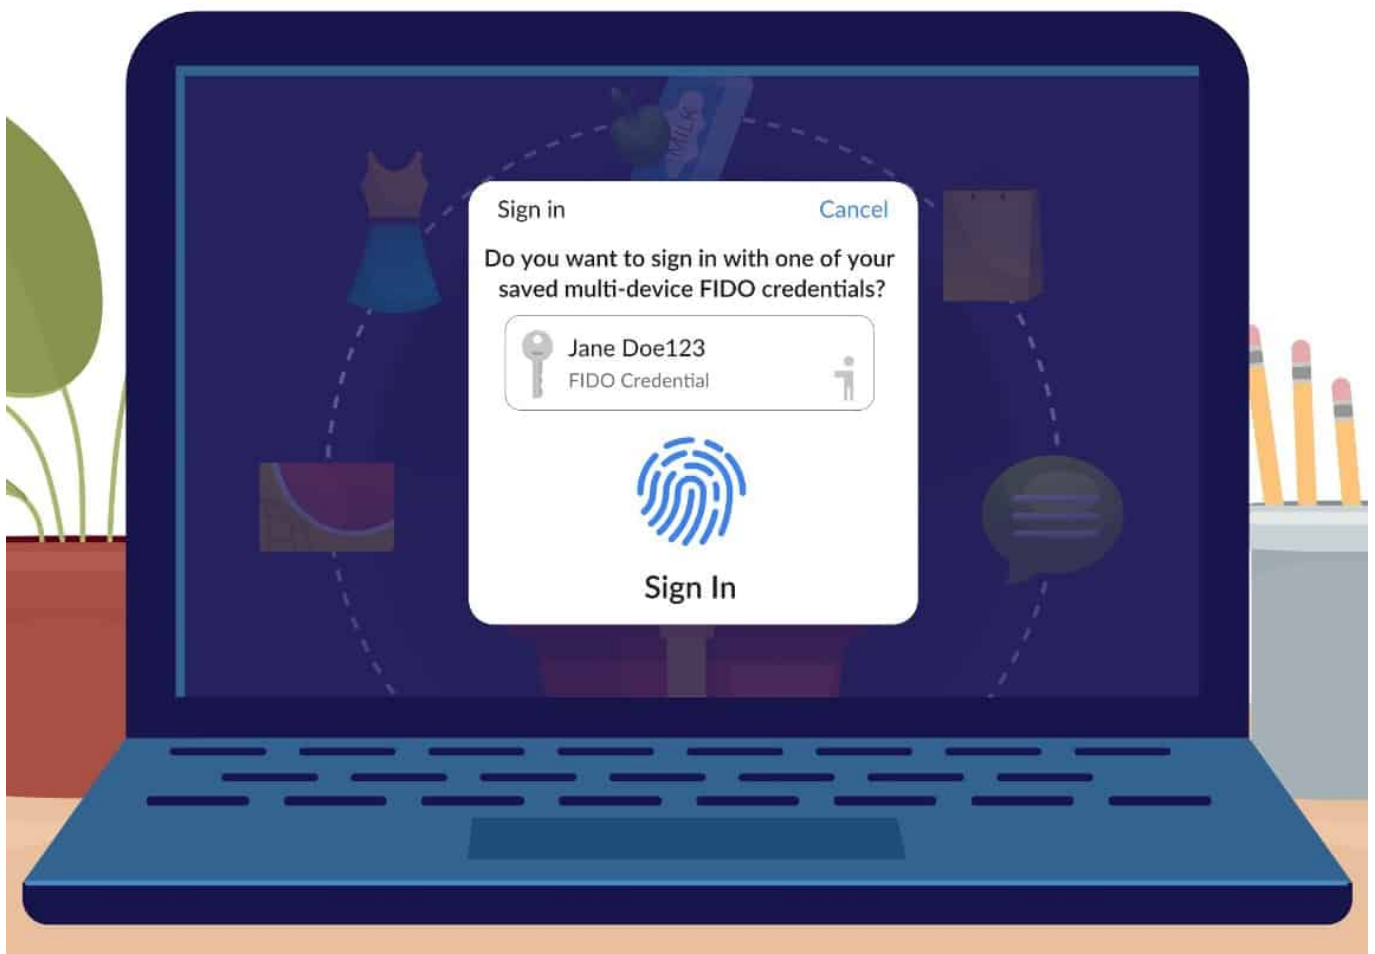 MILK
Sign in
Cancel
Do you want to sign in with one of your
saved multi-device FIDO credentials?
Jane Doe123
FIDO Credential
Sign In